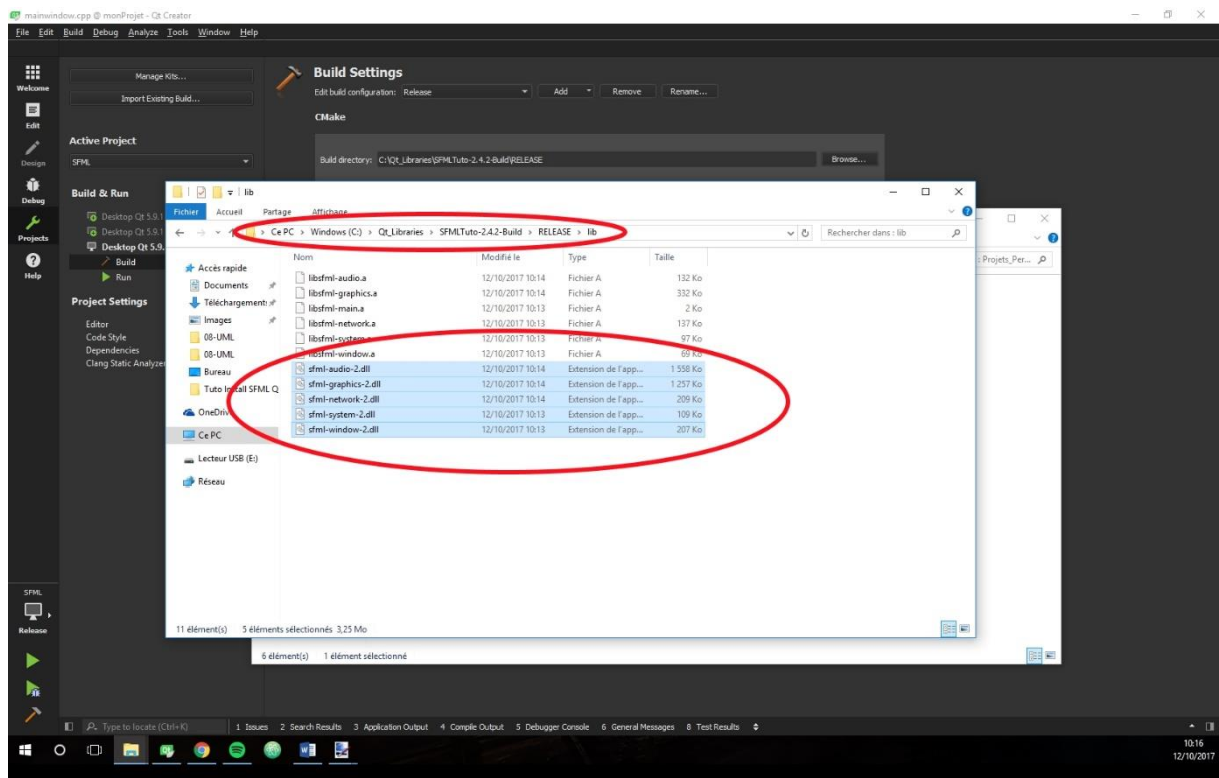 mainwindow.cpp @ monProjet - Qt Creator
File Edit Build Debug Analyze Tools Window Help
Welcome
Edit
Design
Debug
Projects
Help
Manage Kits...
Import Existing Build...
Active Project
SFML
Build & Run
Desktop Qt 5.9.1
Desktop Qt 5.9.1
Desktop Qt 5.9.
Build
Run
Project Settings
Editor
Code Style
Dependencies
Clang Static Analyzer
Build Settings
Edit build configuration: Release Add Remove Rename...
CMake
Build directory: C:\Qt_Libraries\SFMLTuto-2.4.2-Build\RELEASE Browse...
lib
Fichier Accueil Partage Affichage
Ce PC > Windows (C:) > Qt_Libraries > SFMLTuto-2.4.2-Build > RELEASE > lib
Rechercher dans : lib
: Projets_Per...
Accès rapide
Documents
Téléchargements
Images
08-UML
08-UML
Bureau
Tuto Install SFML Q
OneDrive
Ce PC
Lecteur USB (E:)
Réseau
Nom Modifié le Type Taille
libsfml-audio.a 12/10/2017 10:14 Fichier A 132 Ko
libsfml-graphics.a 12/10/2017 10:14 Fichier A 332 Ko
libsfml-main.a 12/10/2017 10:13 Fichier A 2 Ko
libsfml-network.a 12/10/2017 10:13 Fichier A 137 Ko
libsfml-system.a 12/10/2017 10:13 Fichier A 97 Ko
libsfml-window.a 12/10/2017 10:13 Fichier A 69 Ko
sfml-audio-2.dll 12/10/2017 10:14 Extension de l'app... 1 558 Ko
sfml-graphics-2.dll 12/10/2017 10:14 Extension de l'app... 1 257 Ko
sfml-network-2.dll 12/10/2017 10:14 Extension de l'app... 209 Ko
sfml-system-2.dll 12/10/2017 10:13 Extension de l'app... 109 Ko
sfml-window-2.dll 12/10/2017 10:13 Extension de l'app... 207 Ko
11 élément(s) 5 éléments sélectionnés 3,25 Mo
6 élément(s) 1 élément sélectionné
SFML
Release
Type to locate (Ctrl+K) 1 Issues 2 Search Results 3 Application Output 4 Compile Output 5 Debugger Console 6 General Messages 8 Test Results
10:16
12/10/2017